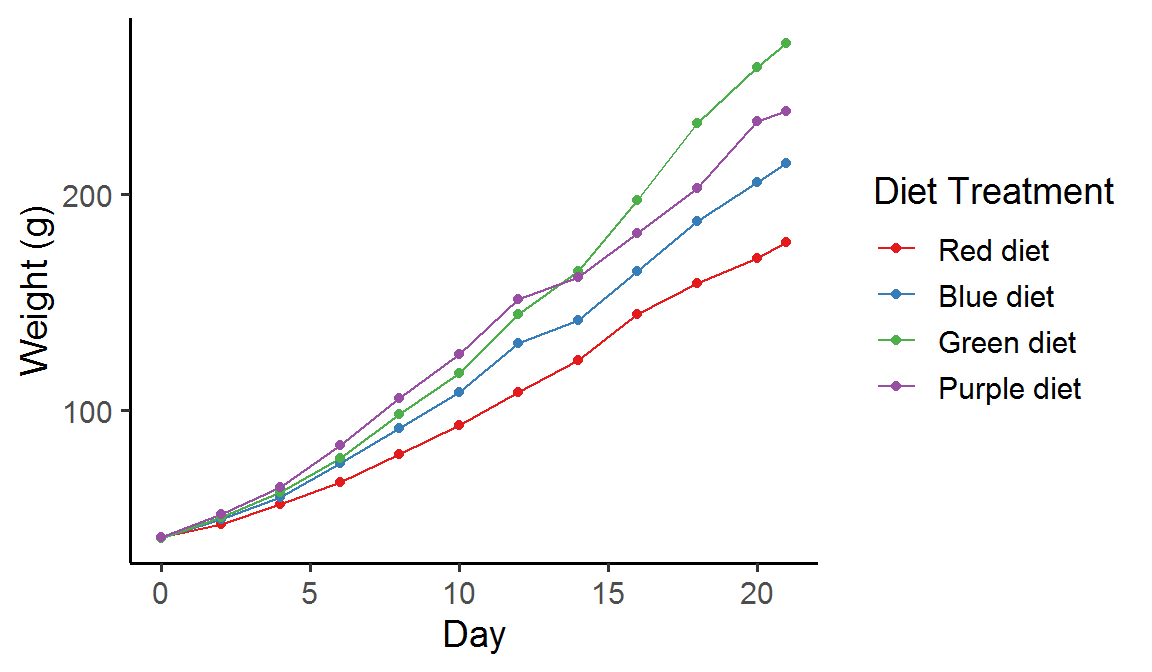 Weight (g)
200
100
0 5 10 15 20
Day
Diet Treatment
Red diet
Blue diet
Green diet
Purple diet